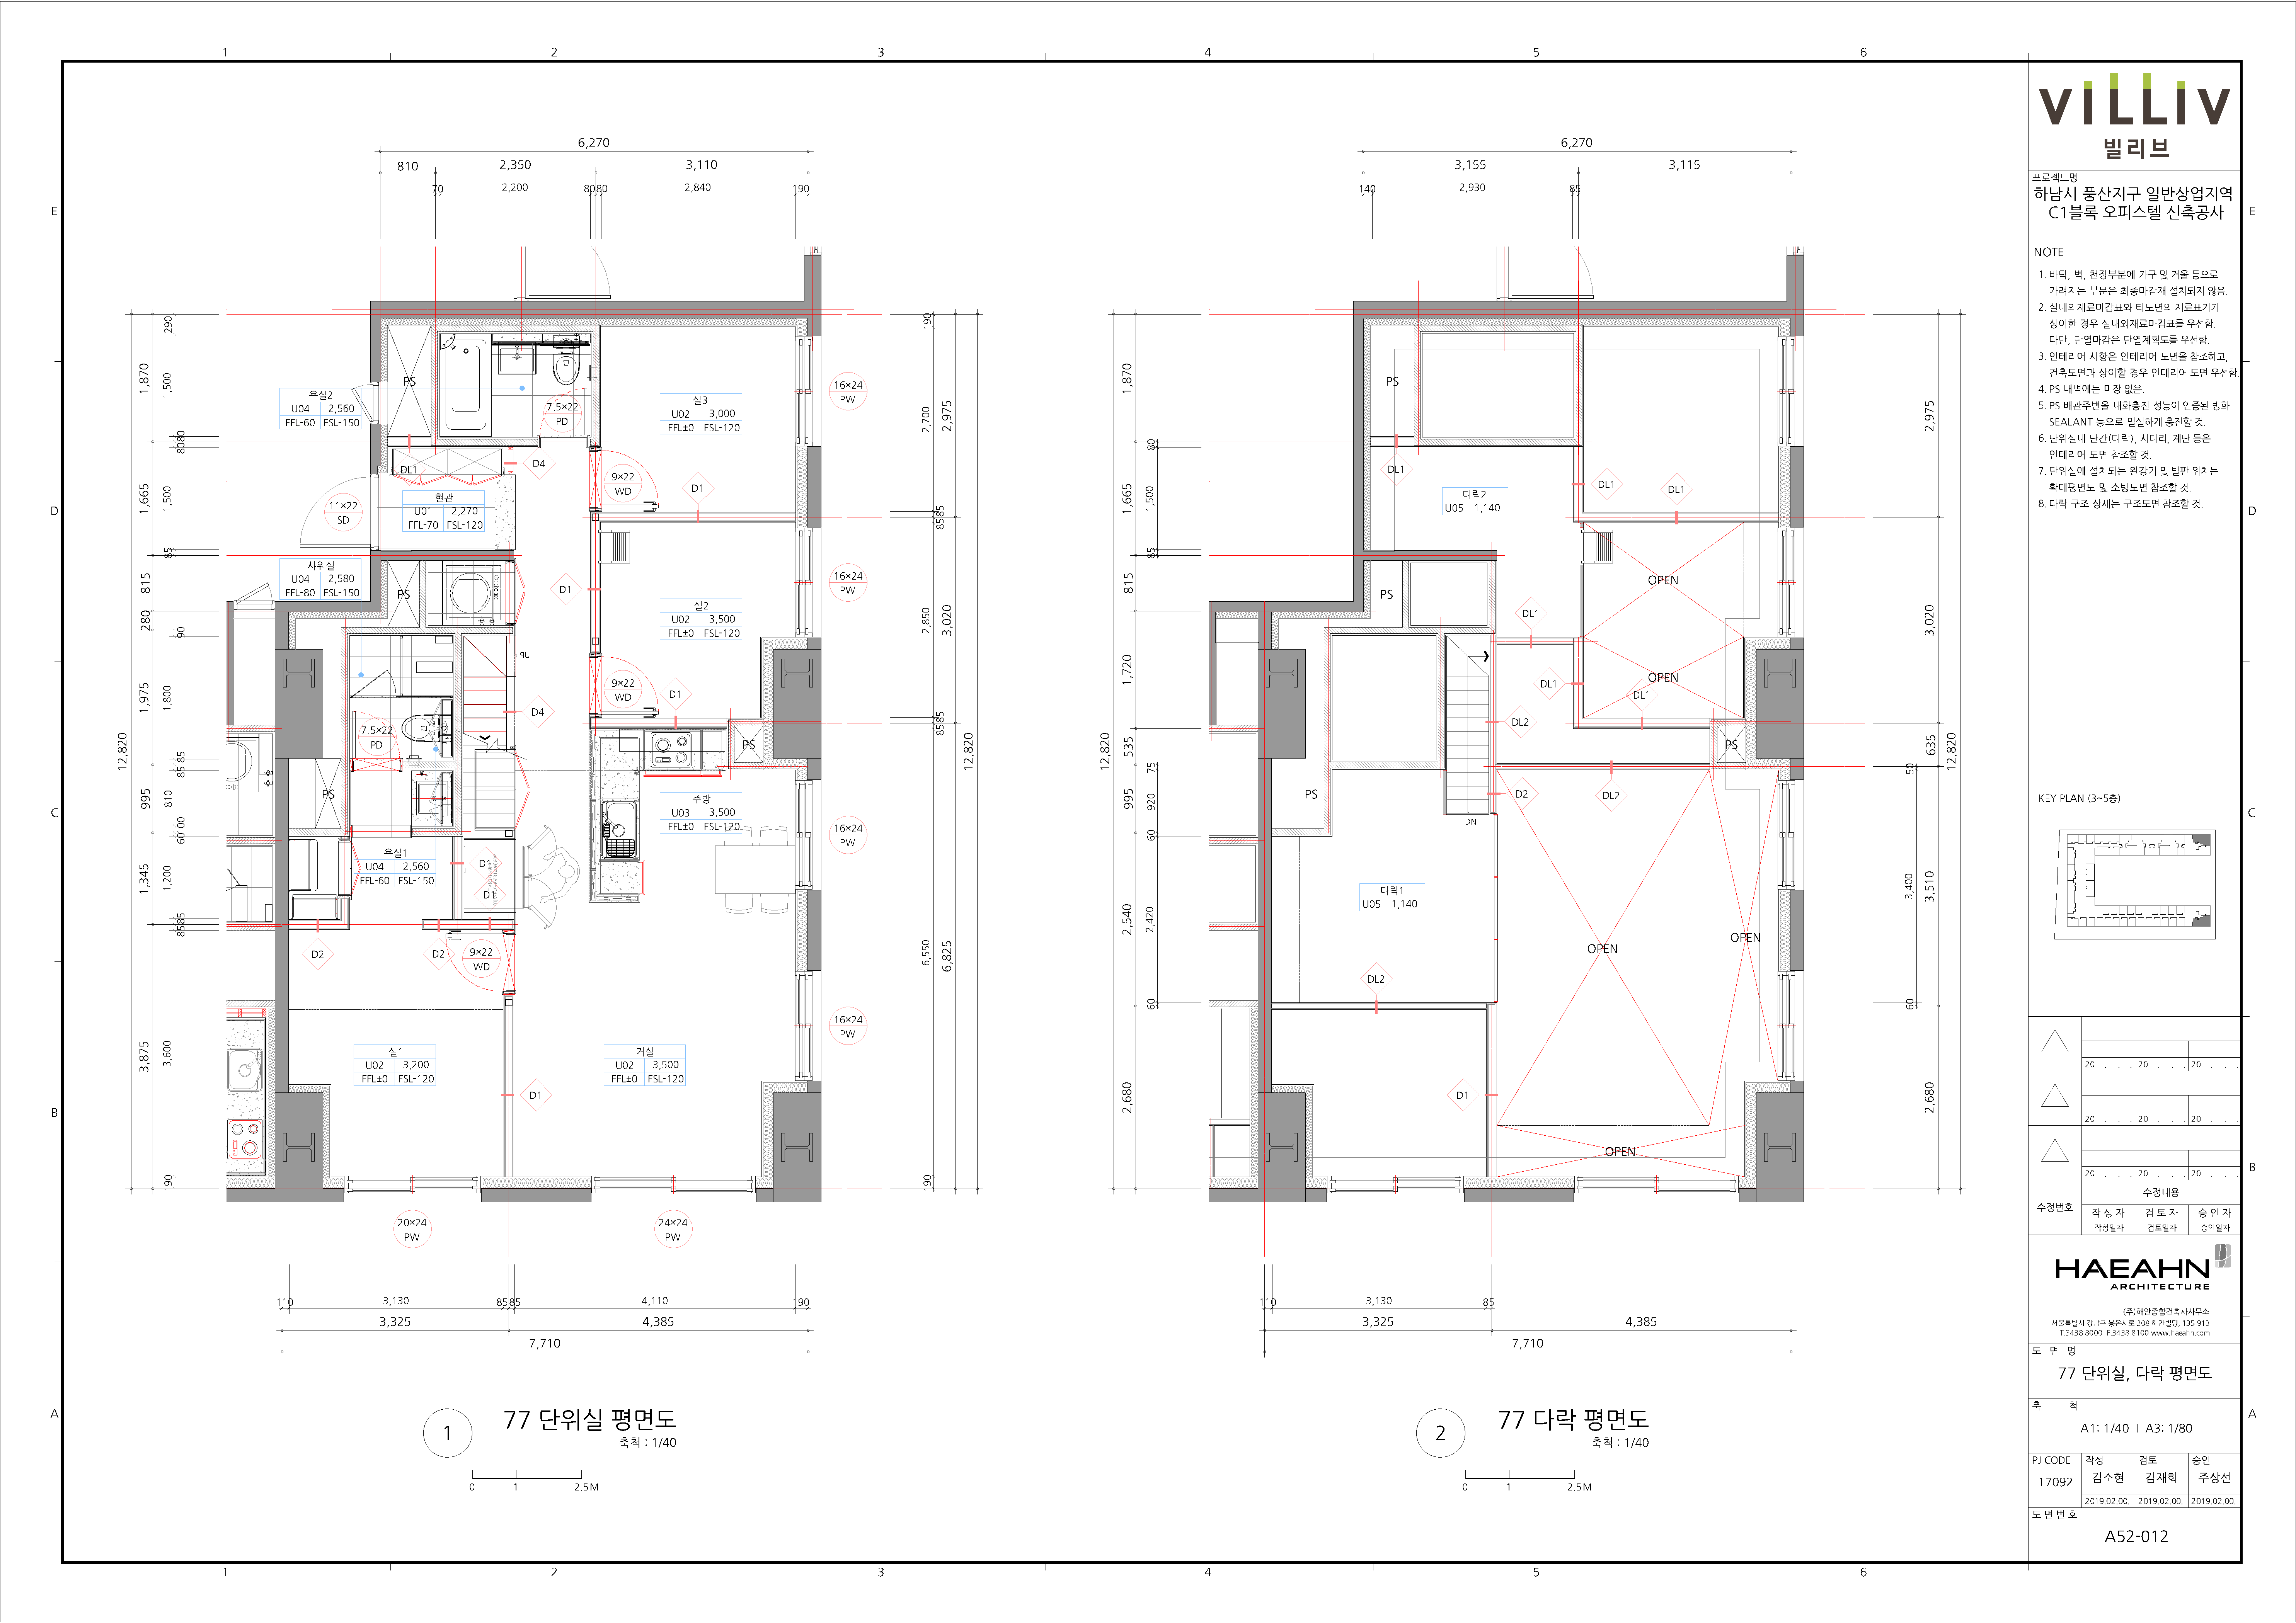 1 2 3 4 5 6
E
D
C
B
A
6,270
810 2,350 3,110
70 2,200 80 80 2,840 190
12,820
1,870 1,665 815 280 1,975 995 1,345 3,875
290 1,500 80 80 1,500 85 90 1,800 85 85 810 100 60 1,200 85 85 3,600 190
PS
욕실2
U04 2,560
FFL-60 FSL-150
7.5×22
PD
실3
U02 3,000
FFL±0 FSL-120
16×24
PW
DL1
D4
현관
U01 2,270
FFL-70 FSL-120
11×22
SD
9×22
WD
D1
샤워실
U04 2,580
FFL-80 FSL-150
PS
D1
실2
U02 3,500
FFL±0 FSL-120
16×24
PW
UP
9×22
WD
D1
D4
7.5×22
PD
PS
PS
주방
U03 3,500
FFL±0 FSL-120
16×24
PW
욕실1
U04 2,560
FFL-60 FSL-150
D1
D1
D2
D2
9×22
WD
16×24
PW
실1
U02 3,200
FFL±0 FSL-120
거실
U02 3,500
FFL±0 FSL-120
D1
20×24
PW
24×24
PW
190 2,700 85 85 2,850 85 85 6,550 190
2,975 3,020 6,825
12,820
110 3,130 85 85 4,110 190
3,325 4,385
7,710
1
77 단위실 평면도
축척 : 1/40
0 1 2.5M
6,270
3,155 3,115
140 2,930 85
12,820
1,870 1,665 815 1,720 535 995 2,540 2,680
80 1,500 85 75 920 60 2,420 60
PS
DL1
다락2
U05 1,140
DL1
DL1
OPEN
PS
DL1
DL1
OPEN
DL1
DL2
PS
PS
D2
DL2
DN
다락1
U05 1,140
OPEN
OPEN
DL2
D1
OPEN
2,975 3,020 635 3,510 2,680
50 3,400 60
12,820
110 3,130 85
3,325 4,385
7,710
2
77 다락 평면도
축척 : 1/40
0 1 2.5M
VILLIV
빌리브
프로젝트명
하남시 풍산지구 일반상업지역
C1블록 오피스텔 신축공사
NOTE
1. 바닥, 벽, 천장부분에 가구 및 거울 등으로
가려지는 부분은 최종마감재 설치되지 않음.
2. 실내외재료마감표와 타도면의 재료표기가
상이한 경우 실내외재료마감표를 우선함.
다만, 단열마감은 단열계획도를 우선함.
3. 인테리어 사항은 인테리어 도면을 참조하고,
건축도면과 상이할 경우 인테리어 도면 우선함.
4. PS 내벽에는 미장 없음.
5. PS 배관주변을 내화충전 성능이 인증된 방화
SEALANT 등으로 밀실하게 충진할 것.
6. 단위실내 난간(다락), 사다리, 계단 등은
인테리어 도면 참조할 것.
7. 단위실에 설치되는 완강기 및 발판 위치는
확대평면도 및 소방도면 참조할 것.
8. 다락 구조 상세는 구조도면 참조할 것.
KEY PLAN (3~5층)
20 . . . 20 . . . 20 . . .
20 . . . 20 . . . 20 . . .
20 . . . 20 . . . 20 . . .
수정번호
수정내용
작 성 자 검 토 자 승 인 자
작성일자 검토일자 승인일자
HAEAHN
ARCHITECTURE
(주)해안종합건축사사무소
서울특별시 강남구 봉은사로 208 해안빌딩, 135-913
T.3438 8000 F.3438 8100 www.haeahn.com
도 면 명
77 단위실, 다락 평면도
축 척
A1: 1/40 I A3: 1/80
PJ CODE 작성 검토 승인
17092 김소현 김재희 주상선
2019.02.00. 2019.02.00. 2019.02.00.
도 면 번 호
A52-012
E
D
C
B
A
1 2 3 4 5 6